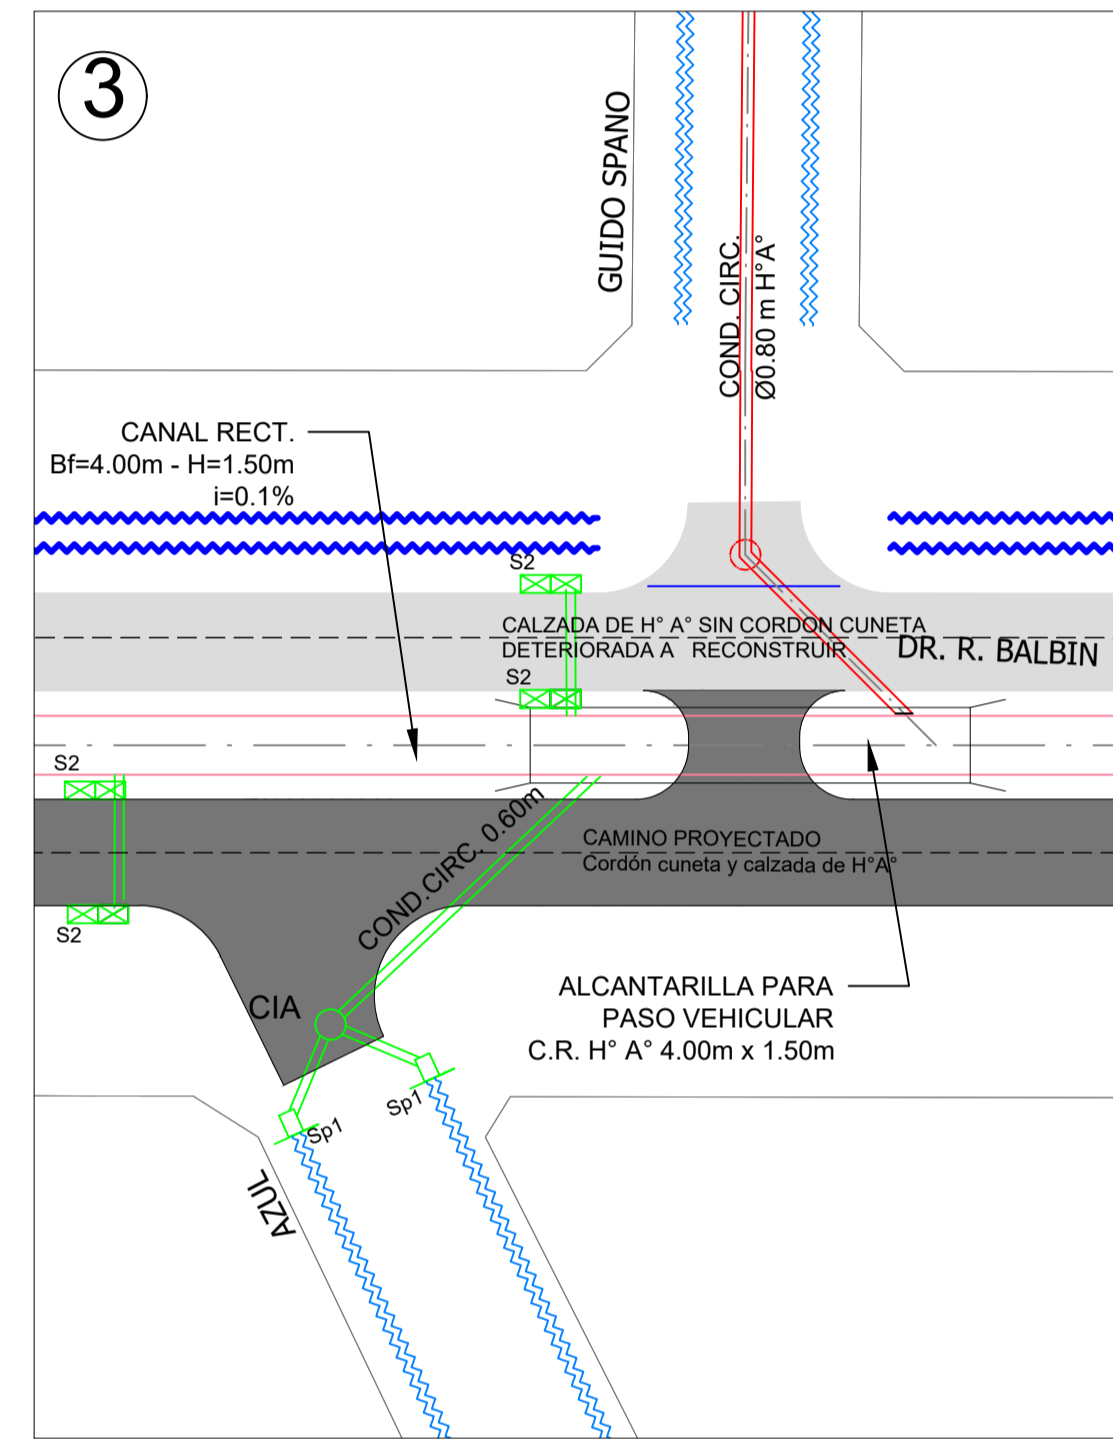 3
GUIDO SPANO
COND. CIRC.
Ø0.80 m H°A°
CANAL RECT.
Bf=4.00m - H=1.50m
i=0.1%
S2
CALZADA DE H° A° SIN CORDON CUNETA
DETERIORADA A RECONSTRUIR
DR. R. BALBIN
S2
S2
COND.CIRC. 0.60m
CAMINO PROYECTADO
Cordón cuneta y calzada de H°A°
S2
CIA
ALCANTARILLA PARA
PASO VEHICULAR
C.R. H° A° 4.00m x 1.50m
Sp1
Sp1
AZUL